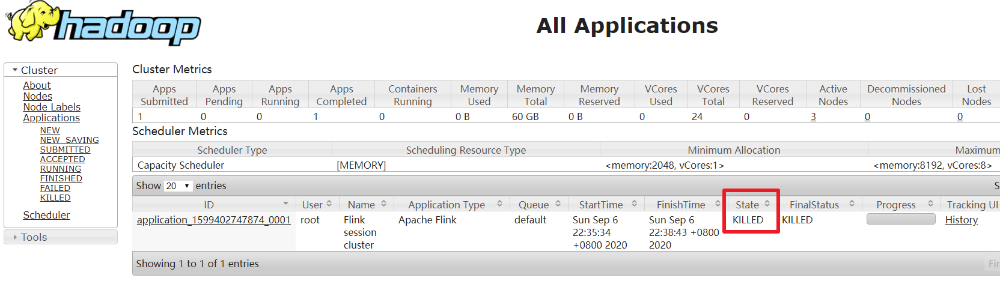 hadoop
All Applications
Cluster
About
Nodes
Node Labels
Applications
NEW
NEW_SAVING
SUBMITTED
ACCEPTED
RUNNING
FINISHED
FAILED
KILLED
Scheduler
Tools
Cluster Metrics
Apps Submitted Apps Pending Apps Running Apps Completed Containers Running Memory Used Memory Total Memory Reserved VCores Used VCores Total VCores Reserved Active Nodes Decommissioned Nodes Lost Nodes
1 0 0 1 0 0 B 60 GB 0 B 0 24 0 3 0 0
Scheduler Metrics
Scheduler Type Scheduling Resource Type Minimum Allocation Maximum
Capacity Scheduler [MEMORY] <memory:2048, vCores:1> <memory:8192, vCores:8>
Show 20 entries S
ID User Name Application Type Queue StartTime FinishTime State FinalStatus Progress Tracking UI
application_1599402747874_0001 root Flink Apache Flink default Sun Sep 6 Sun Sep 6 KILLED KILLED History
session 22:35:34 22:38:43 +0800
cluster +0800 2020 2020
Showing 1 to 1 of 1 entries Fir